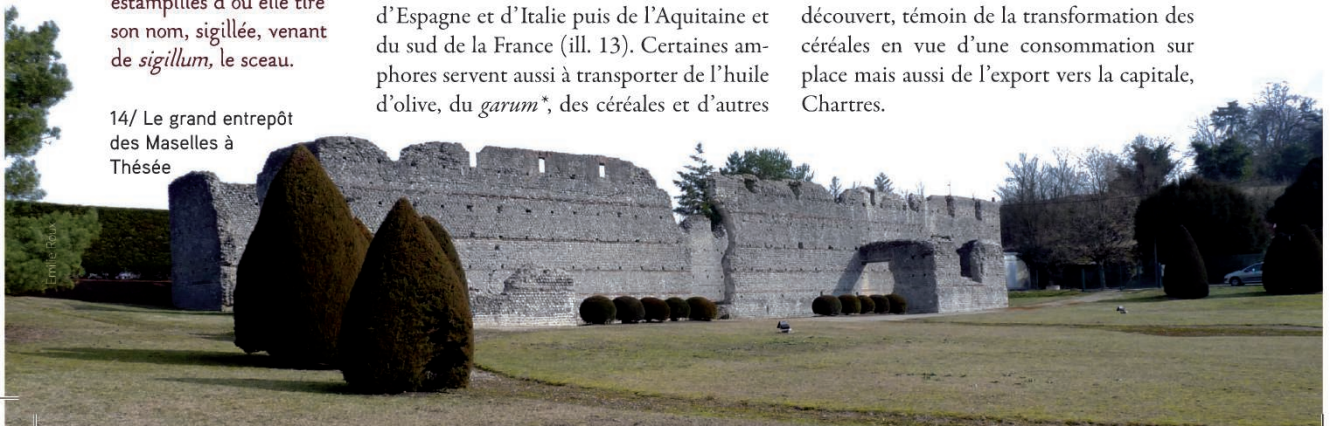 estampillés d'où elle tire
son nom, sigillée, venant
de sigillum, le sceau.
14/ Le grand entrepôt
des Maselles à
Thésée
d'Espagne et d'Italie puis de l'Aquitaine et
du sud de la France (ill. 13). Certaines am-
phores servent aussi à transporter de l'huile
d'olive, du garum*, des céréales et d'autres
découvert, témoin de la transformation des
céréales en vue d'une consommation sur
place mais aussi de l'export vers la capitale,
Chartres.
Emilie Roux